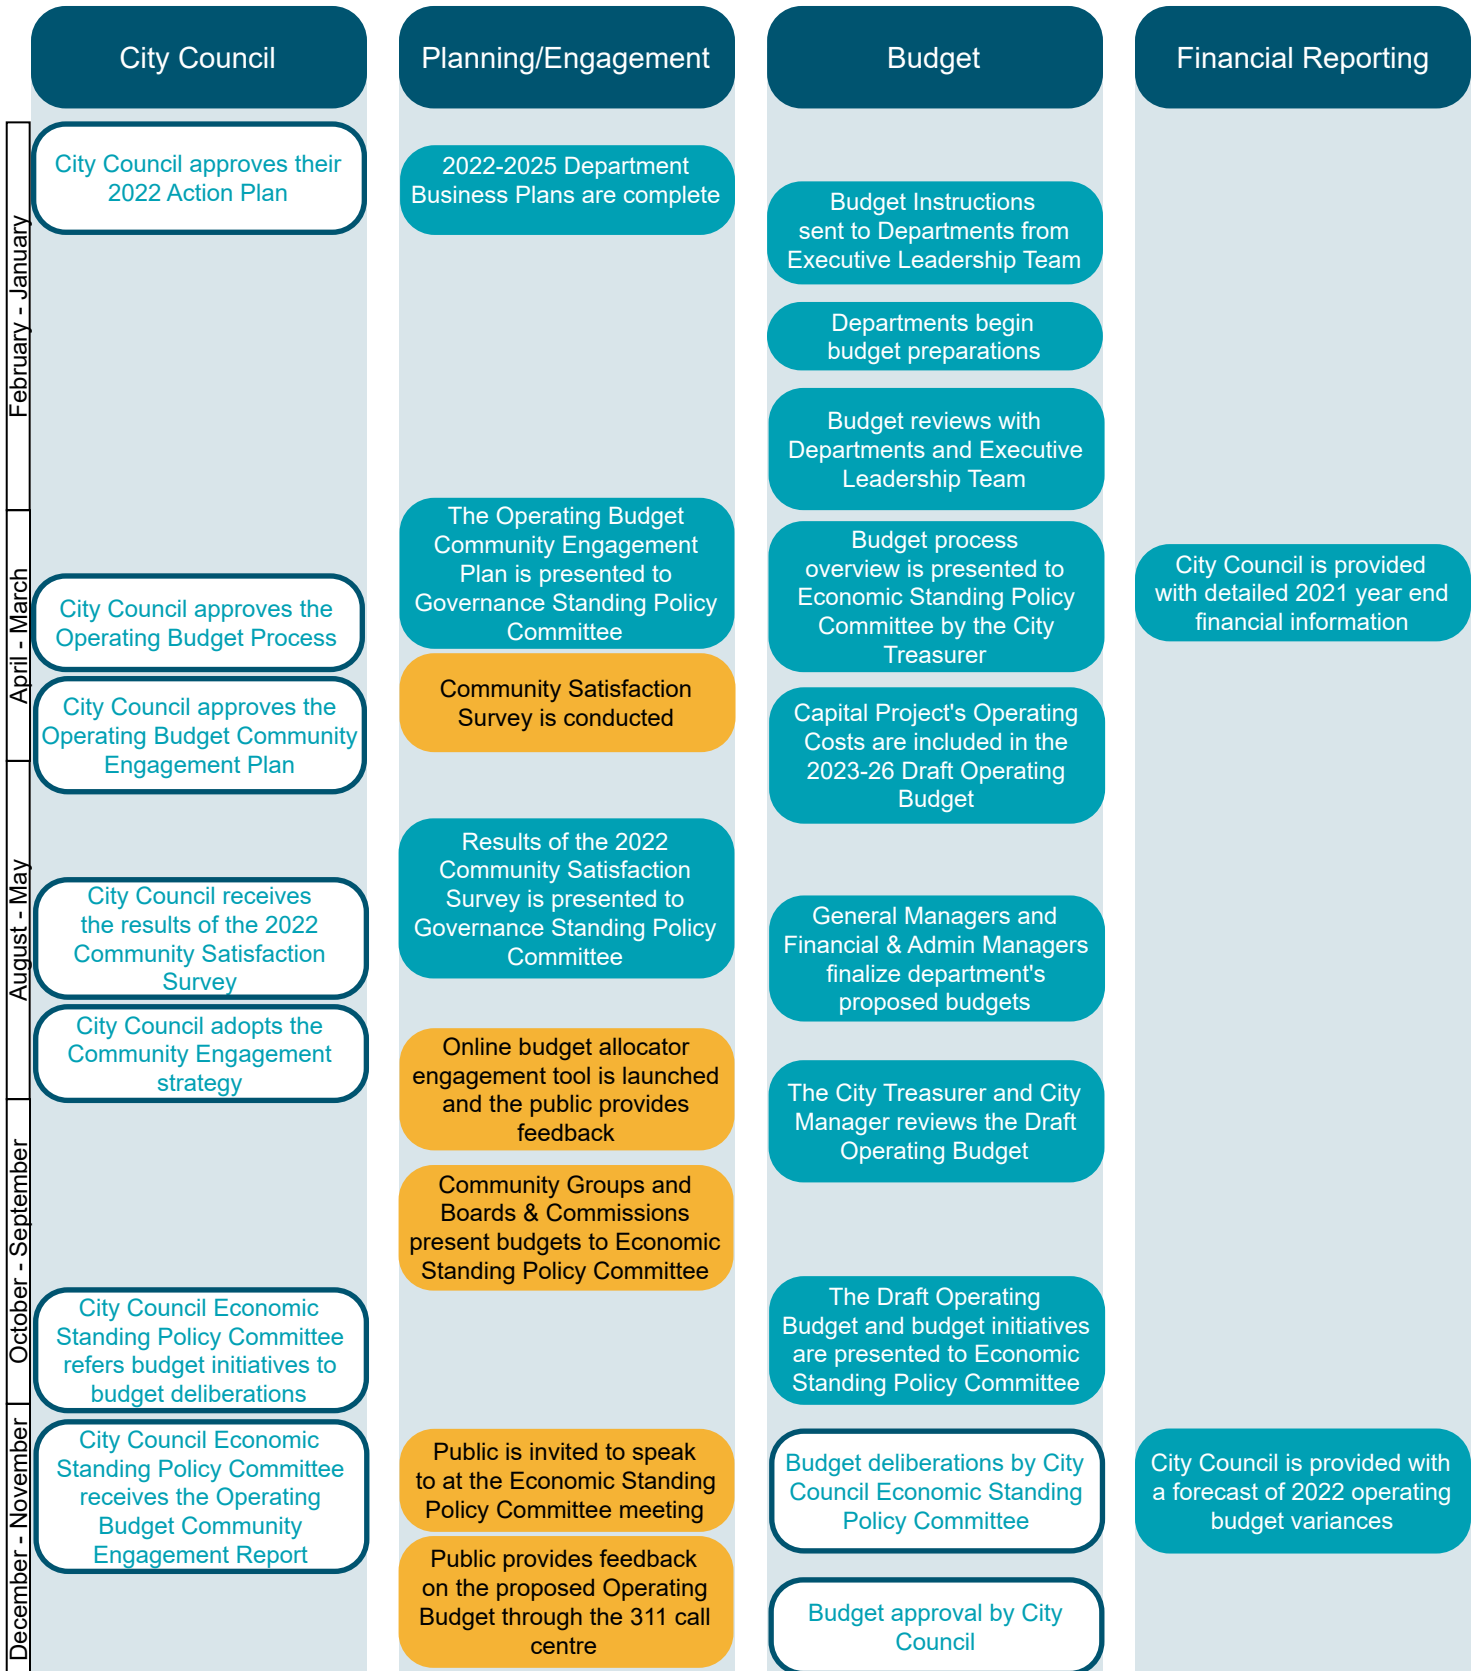 City Council
Planning/Engagement
Budget
Financial Reporting
February - January
City Council approves their
2022 Action Plan
2022-2025 Department
Business Plans are complete
Budget Instructions
sent to Departments from
Executive Leadership Team
Departments begin
budget preparations
Budget reviews with
Departments and Executive
Leadership Team
April - March
City Council approves the
Operating Budget Process
City Council approves the
Operating Budget Community
Engagement Plan
The Operating Budget
Community Engagement
Plan is presented to
Governance Standing Policy
Committee
Community Satisfaction
Survey is conducted
Budget process
overview is presented to
Economic Standing Policy
Committee by the City
Treasurer
Capital Project's Operating
Costs are included in the
2023-26 Draft Operating
Budget
City Council is provided
with detailed 2021 year end
financial information
August - May
City Council receives
the results of the 2022
Community Satisfaction
Survey
City Council adopts the
Community Engagement
strategy
Results of the 2022
Community Satisfaction
Survey is presented to
Governance Standing Policy
Committee
Online budget allocator
engagement tool is launched
and the public provides
feedback
General Managers and
Financial & Admin Managers
finalize department's
proposed budgets
The City Treasurer and City
Manager reviews the Draft
Operating Budget
October - September
City Council Economic
Standing Policy Committee
refers budget initiatives to
budget deliberations
Community Groups and
Boards & Commissions
present budgets to Economic
Standing Policy Committee
The Draft Operating
Budget and budget initiatives
are presented to Economic
Standing Policy Committee
December - November
City Council Economic
Standing Policy Committee
receives the Operating
Budget Community
Engagement Report
Public is invited to speak
to at the Economic Standing
Policy Committee meeting
Public provides feedback
on the proposed Operating
Budget through the 311 call
centre
Budget deliberations by City
Council Economic Standing
Policy Committee
Budget approval by City
Council
City Council is provided with
a forecast of 2022 operating
budget variances